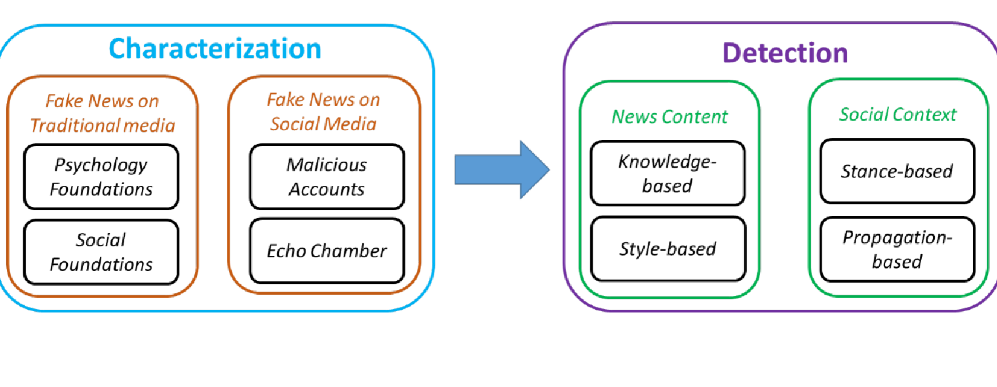 Characterization
Fake News on
Traditional media
Psychology
Foundations
Social
Foundations
Fake News on
Social Media
Malicious
Accounts
Echo Chamber
Detection
News Content
Knowledge-
based
Style-based
Social Context
Stance-based
Propagation-
based